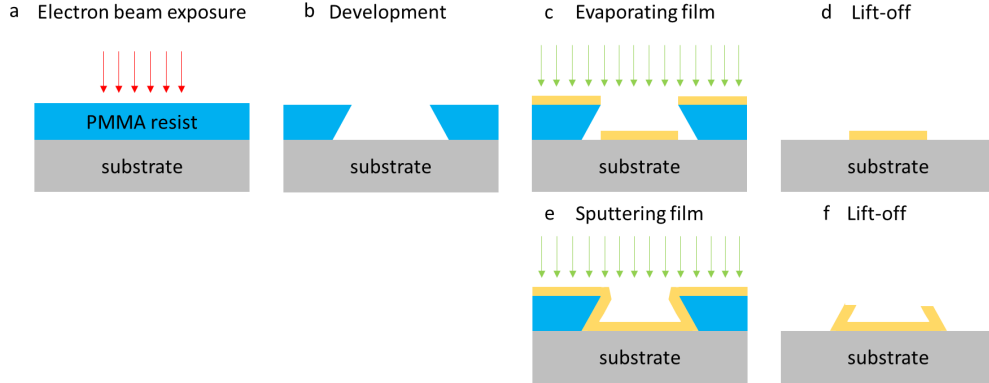 a Electron beam exposure
b Development
c Evaporating film
d Lift-off
PMMA resist
substrate
substrate
substrate
e Sputtering film
f Lift-off
substrate
substrate